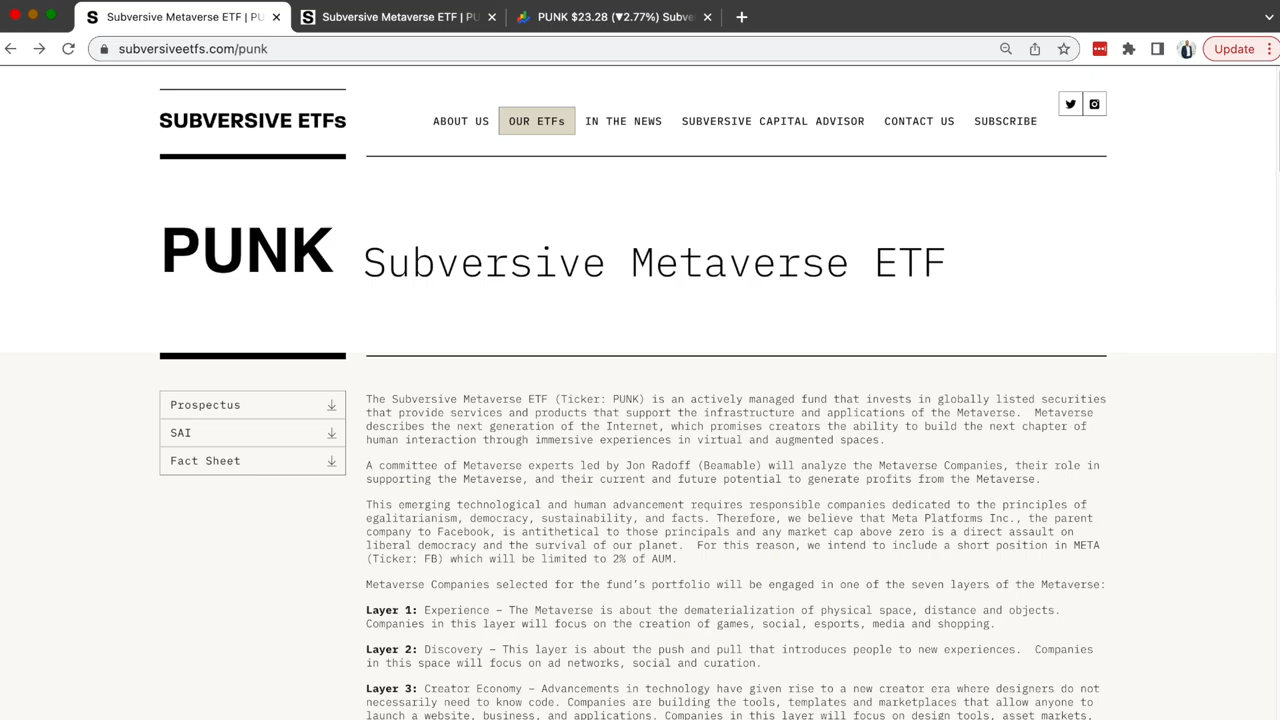 Subversive Metaverse ETF | PU
Subversive Metaverse ETF | PU
PUNK $23.28 (▼2.77%) Subve
subversiveetfs.com/punk
Update
SUBVERSIVE ETFs
ABOUT US
OUR ETFs
IN THE NEWS
SUBVERSIVE CAPITAL ADVISOR
CONTACT US
SUBSCRIBE
PUNK
Subversive Metaverse ETF
Prospectus
SAI
Fact Sheet
The Subversive Metaverse ETF (Ticker: PUNK) is an actively managed fund that invests in globally listed securities
that provide services and products that support the infrastructure and applications of the Metaverse. Metaverse
describes the next generation of the Internet, which promises creators the ability to build the next chapter of
human interaction through immersive experiences in virtual and augmented spaces.
A committee of Metaverse experts led by Jon Radoff (Beamable) will analyze the Metaverse Companies, their role in
supporting the Metaverse, and their current and future potential to generate profits from the Metaverse.
This emerging technological and human advancement requires responsible companies dedicated to the principles of
egalitarianism, democracy, sustainability, and facts. Therefore, we believe that Meta Platforms Inc., the parent
company to Facebook, is antithetical to those principals and any market cap above zero is a direct assault on
liberal democracy and the survival of our planet. For this reason, we intend to include a short position in META
(Ticker: FB) which will be limited to 2% of AUM.
Metaverse Companies selected for the fund's portfolio will be engaged in one of the seven layers of the Metaverse:
Layer 1: Experience – The Metaverse is about the dematerialization of physical space, distance and objects.
Companies in this layer will focus on the creation of games, social, esports, media and shopping.
Layer 2: Discovery – This layer is about the push and pull that introduces people to new experiences. Companies
in this space will focus on ad networks, social and curation.
Layer 3: Creator Economy – Advancements in technology have given rise to a new creator era where designers do not
necessarily need to know code. Companies are building the tools, templates and marketplaces that allow anyone to
launch a website, business, and applications. Companies in this layer will focus on design tools, asset markets,